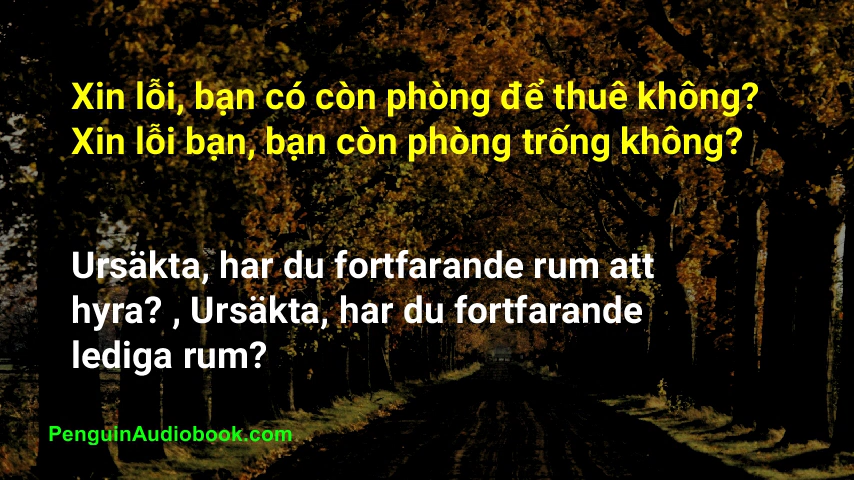 Xin lỗi, bạn có còn phòng để thuê không?
Xin lỗi bạn, bạn còn phòng trống không?
Ursäkta, har du fortfarande rum att
hyra? , Ursäkta, har du fortfarande
lediga rum?
PenguinAudiobook.com